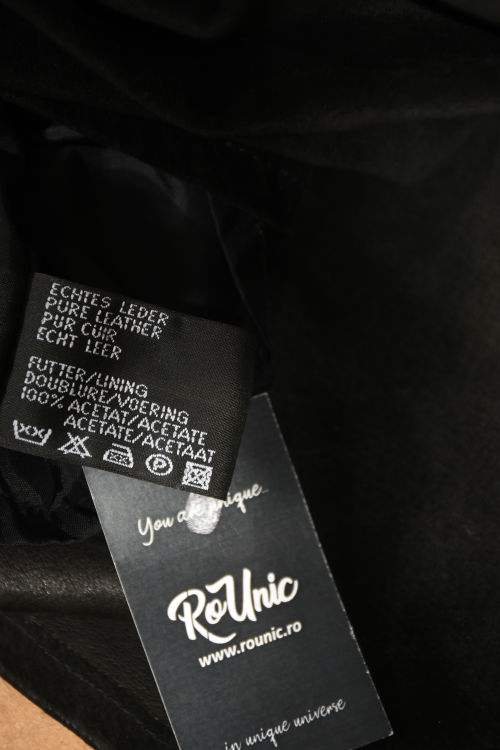 ECHTES LEDER
PURE LEATHER
PUR CUIR
ECHT LEER
FUTTER/LINING
DOUBLURE/VOERING
100% ACETAT/ACETATE
ACETATE/ACETAAT
P
You are unique...
RoUnic
www.rounic.ro
in unique universe